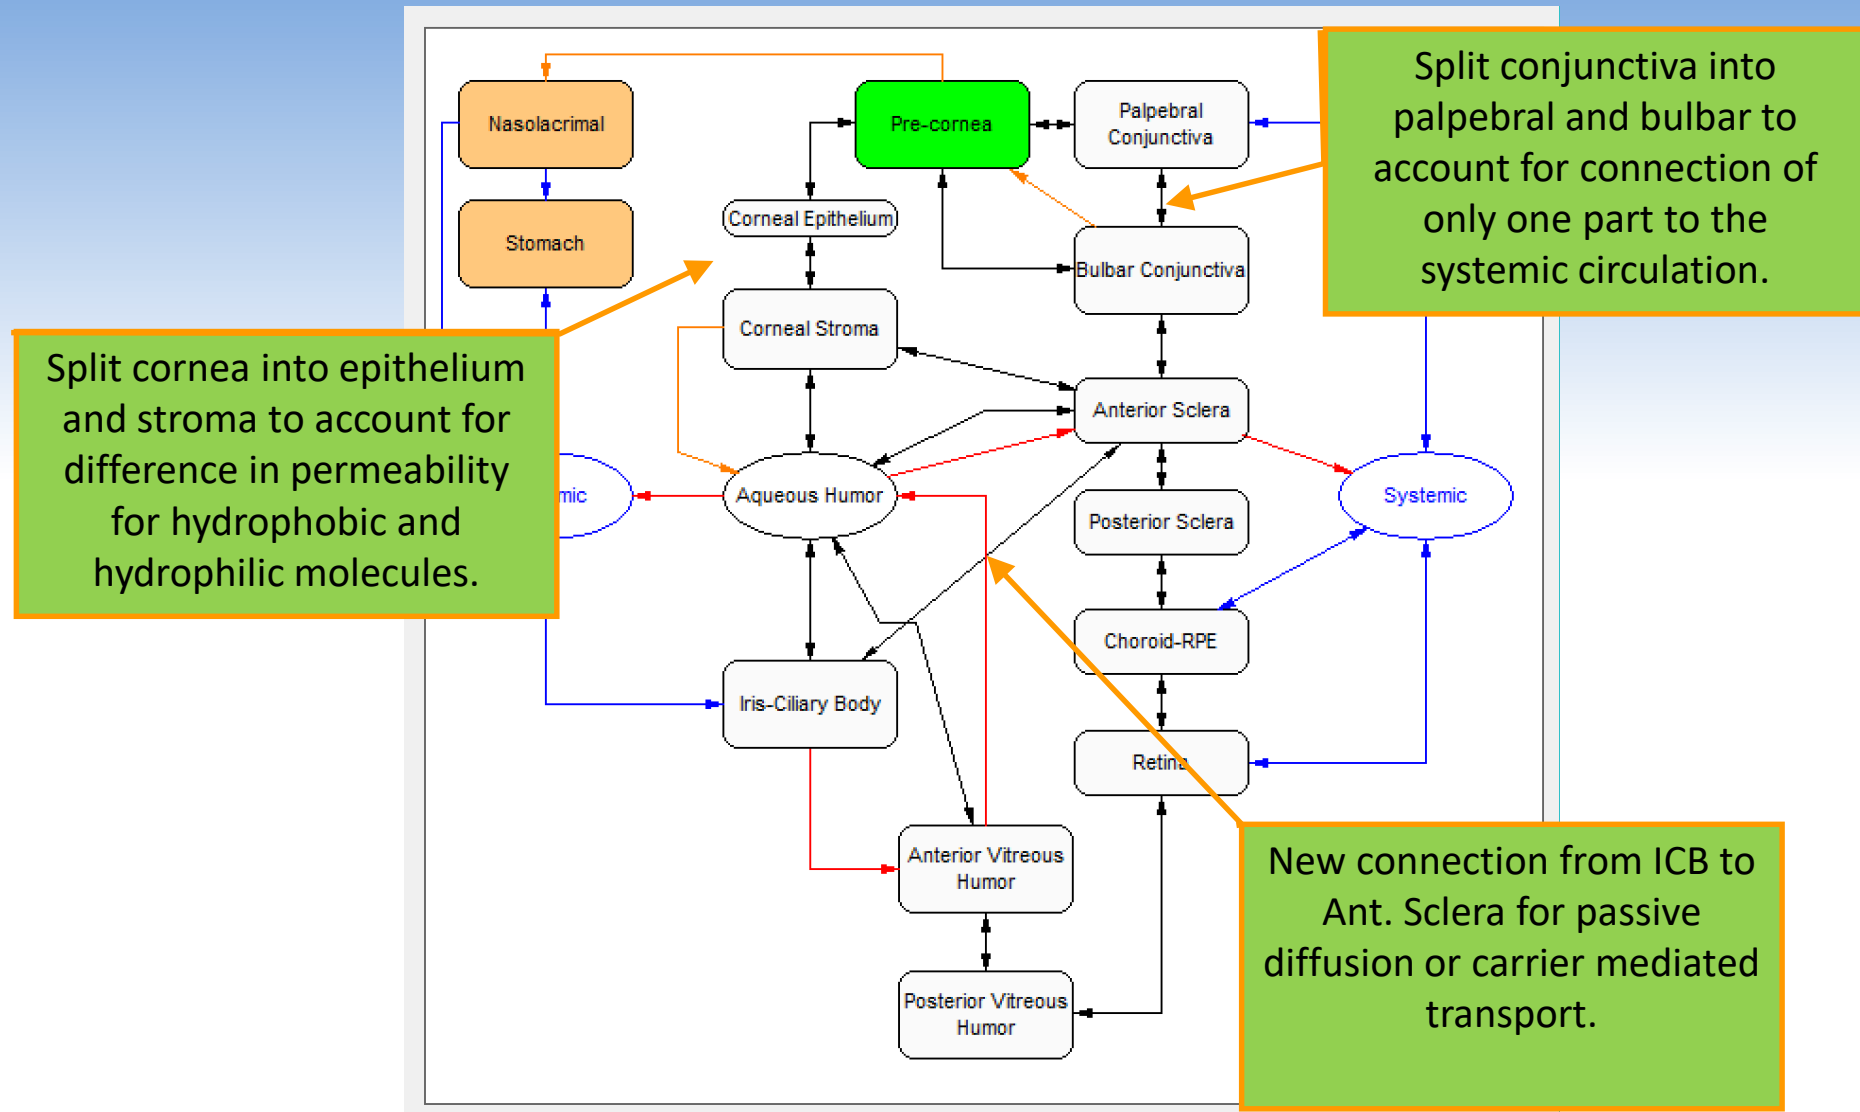 Nasolacrimal
Pre-cornea
Palpebral
Conjunctiva
Split conjunctiva into
palpebral and bulbar to
account for connection of
only one part to the
systemic circulation.
Corneal Epithelium
Stomach
Bulbar Conjunctiva
Corneal Stroma
Split cornea into epithelium
and stroma to account for
difference in permeability
for hydrophobic and
hydrophilic molecules.
Anterior Sclera
mic
Aqueous Humor
Posterior Sclera
Systemic
Choroid-RPE
Iris-Ciliary Body
Retina
Anterior Vitreous
Humor
New connection from ICB to
Ant. Sclera for passive
diffusion or carrier mediated
transport.
Posterior Vitreous
Humor